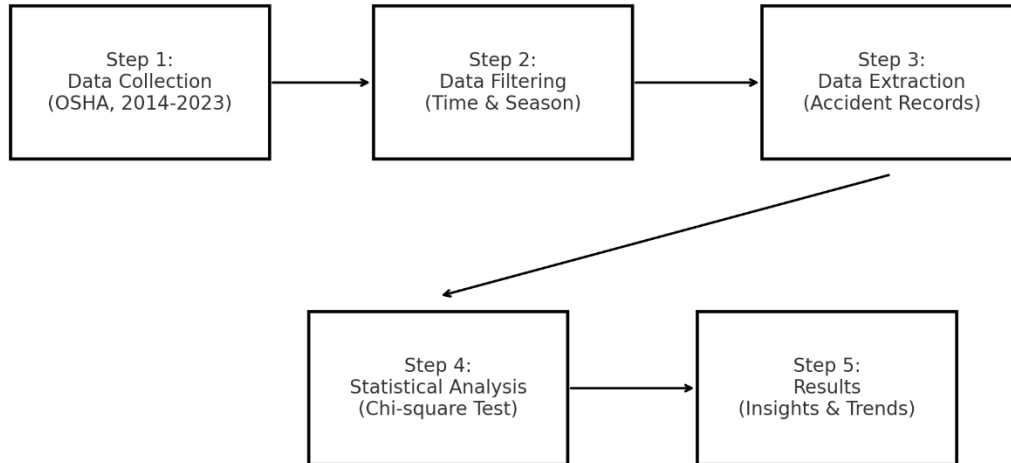 Step 1:
Data Collection
(OSHA, 2014-2023)
Step 2:
Data Filtering
(Time & Season)
Step 3:
Data Extraction
(Accident Records)
Step 4:
Statistical Analysis
(Chi-square Test)
Step 5:
Results
(Insights & Trends)